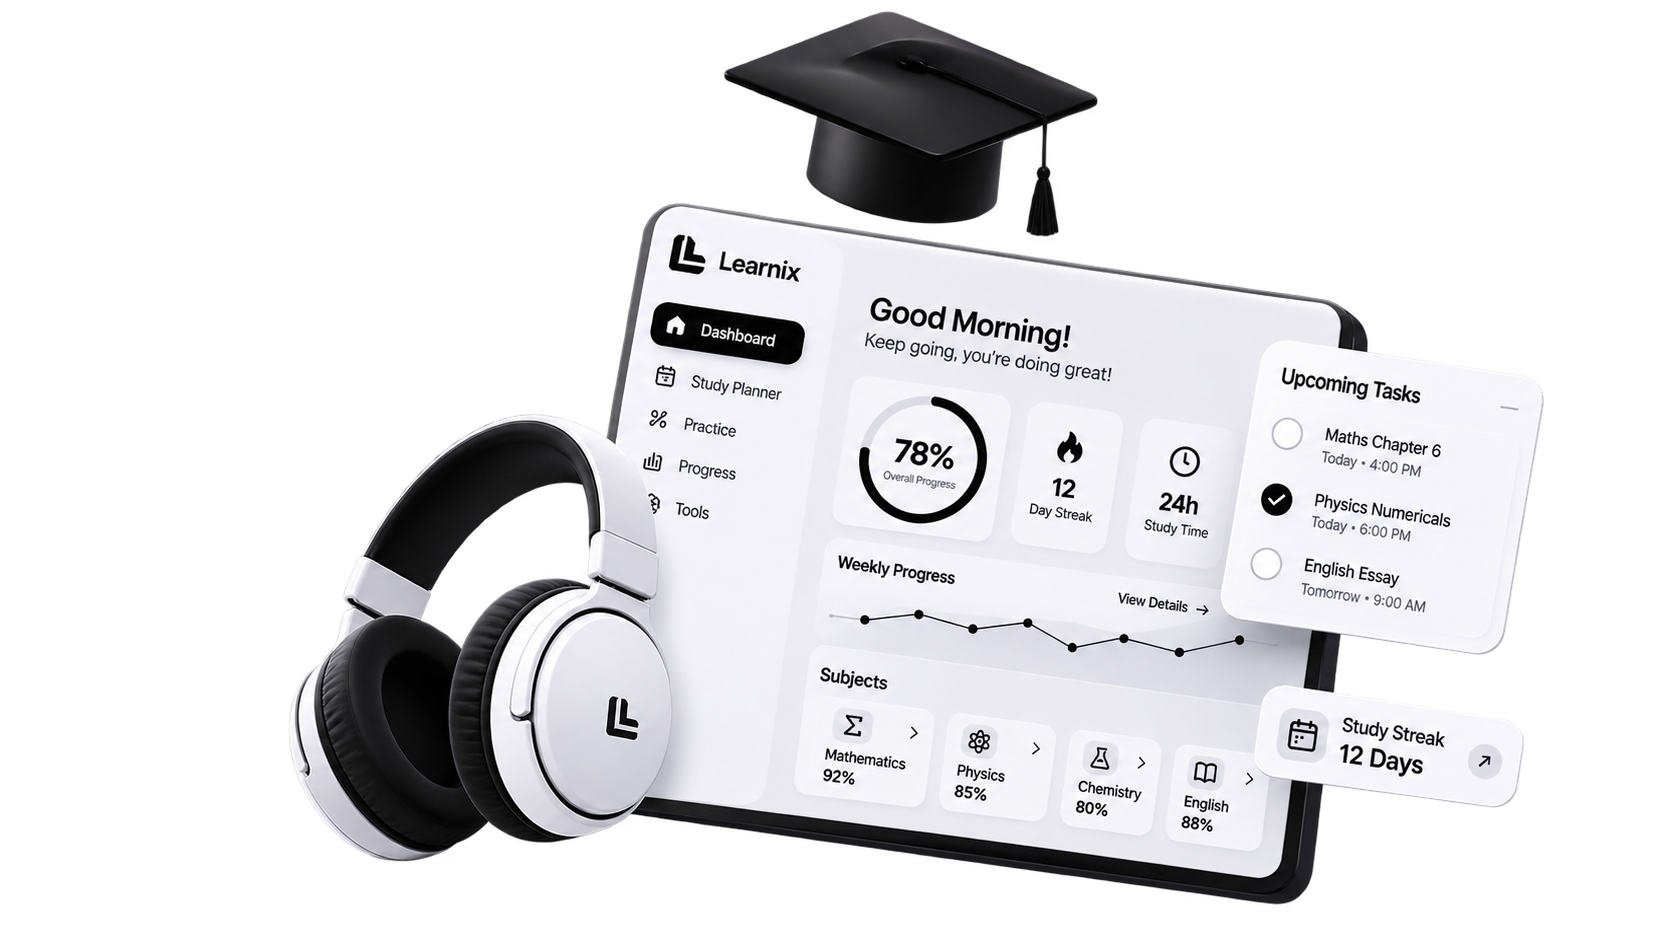 Learnix
Dashboard
Study Planner
Practice
Progress
Tools
Good Morning!
Keep going, you're doing great!
78%
Overall Progress
12
Day Streak
24h
Study Time
Weekly Progress
View Details →
Subjects
Mathematics
92%
Physics
85%
Chemistry
80%
English
88%
Upcoming Tasks
Maths Chapter 6
Today • 4:00 PM
Physics Numericals
Today • 6:00 PM
English Essay
Tomorrow • 9:00 AM
Study Streak
12 Days